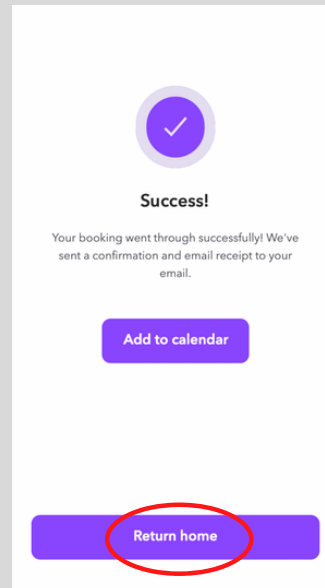 Success!
Your booking went through successfully! We've
sent a confirmation and email receipt to your
email.
Add to calendar
Return home